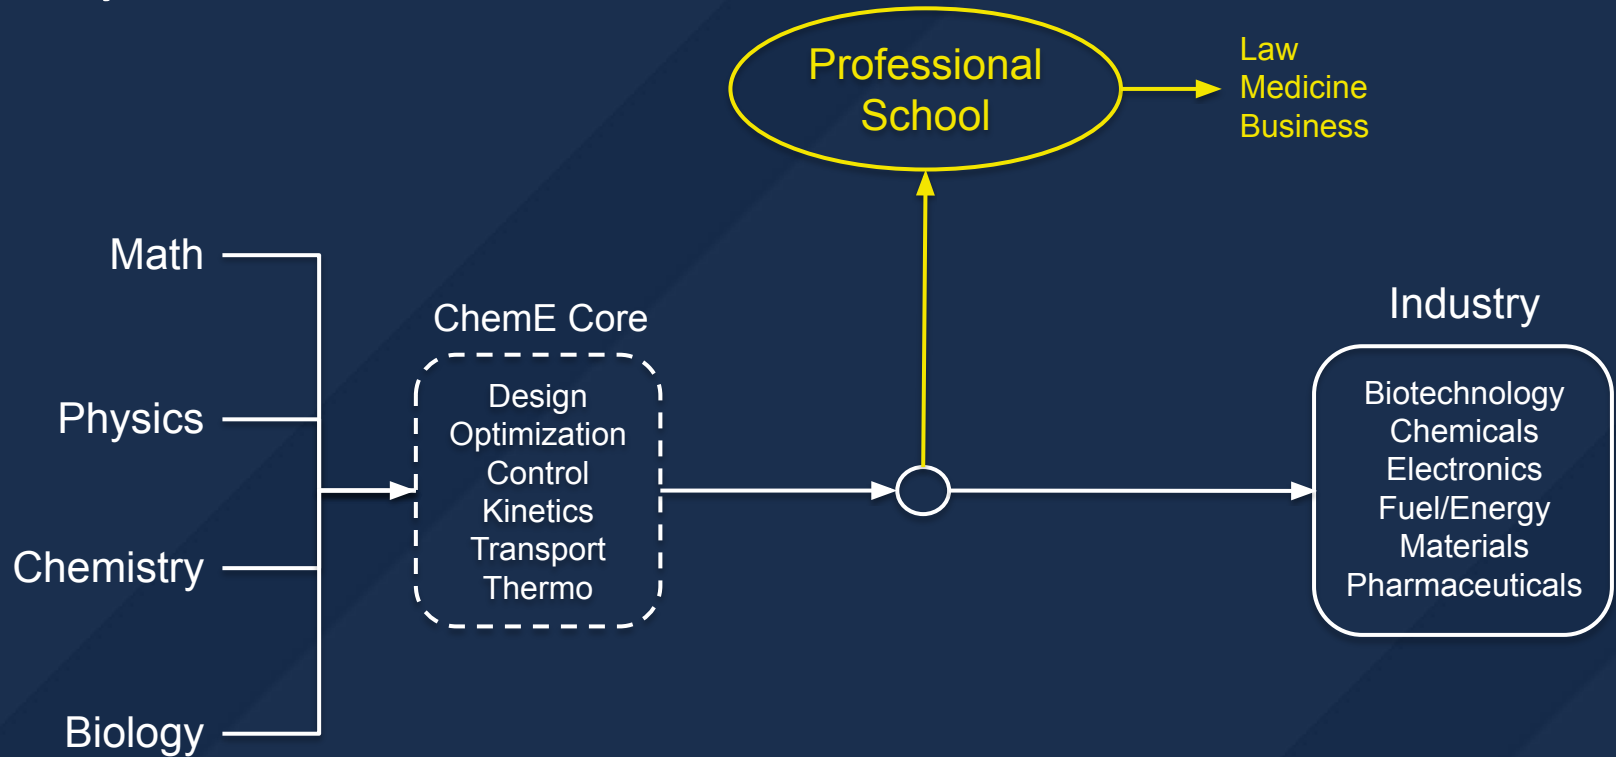 Professional
School
Law
Medicine
Business
Math
Physics
Chemistry
Biology
ChemE Core
Design
Optimization
Control
Kinetics
Transport
Thermo
Industry
Biotechnology
Chemicals
Electronics
Fuel/Energy
Materials
Pharmaceuticals